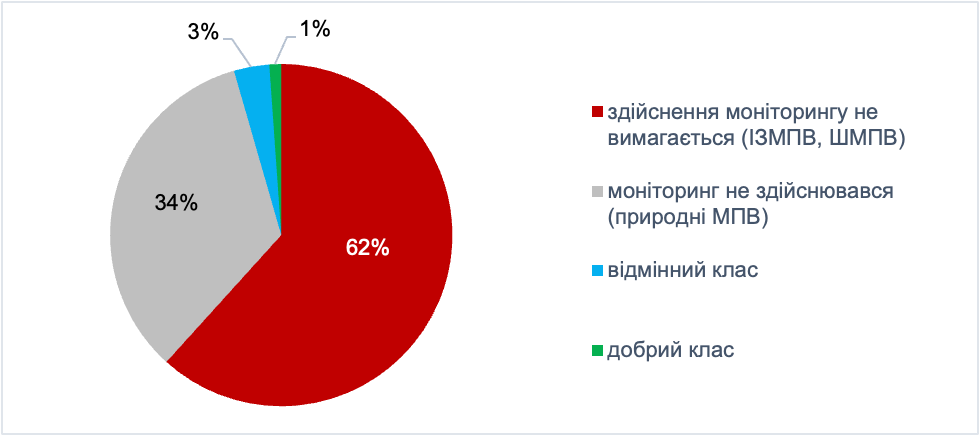 3%
1%
34%
62%
здійснення моніторингу не
вимагається (ІЗМПВ, ШМПВ)
моніторинг не здійснювався
(природні МПВ)
відмінний клас
добрий клас